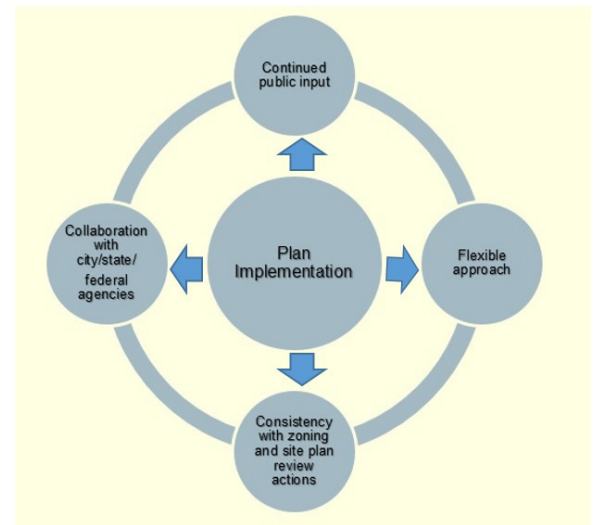 Continued
public input
Collaboration
with
city/state/
federal
agencies
Plan
Implementation
Flexible
approach
Consistency
with zoning
and site plan
review
actions